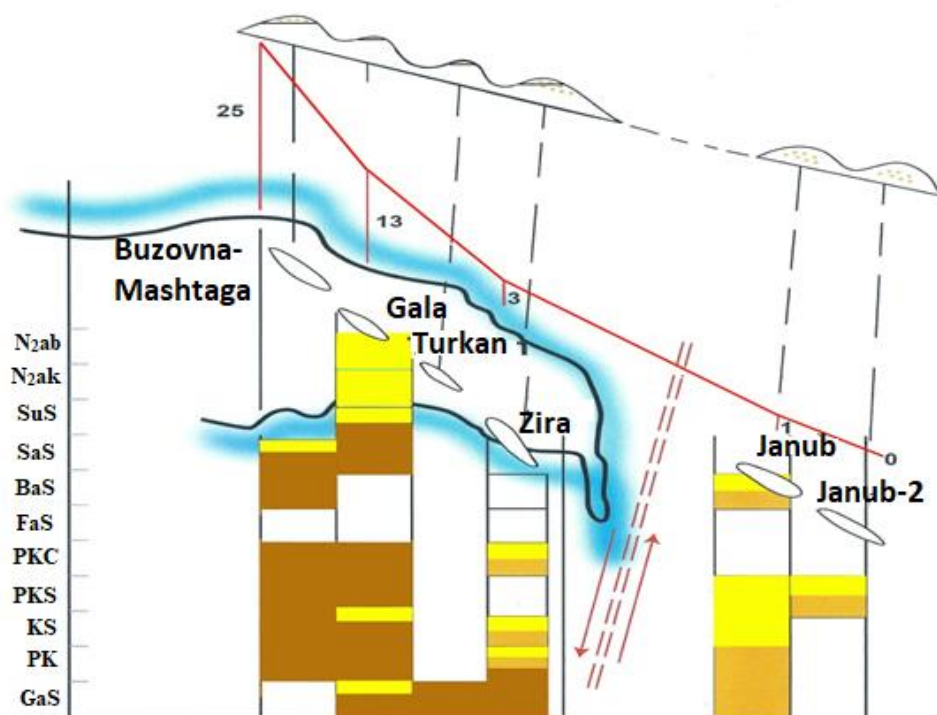 25
13
3
1
1
0
Buzovna-
Mashtaga
Gala
Turkan
Zira
Janub
Janub-2
N2ab
N2ak
SuS
SaS
BaS
FaS
PKC
PKS
KS
PK
GaS